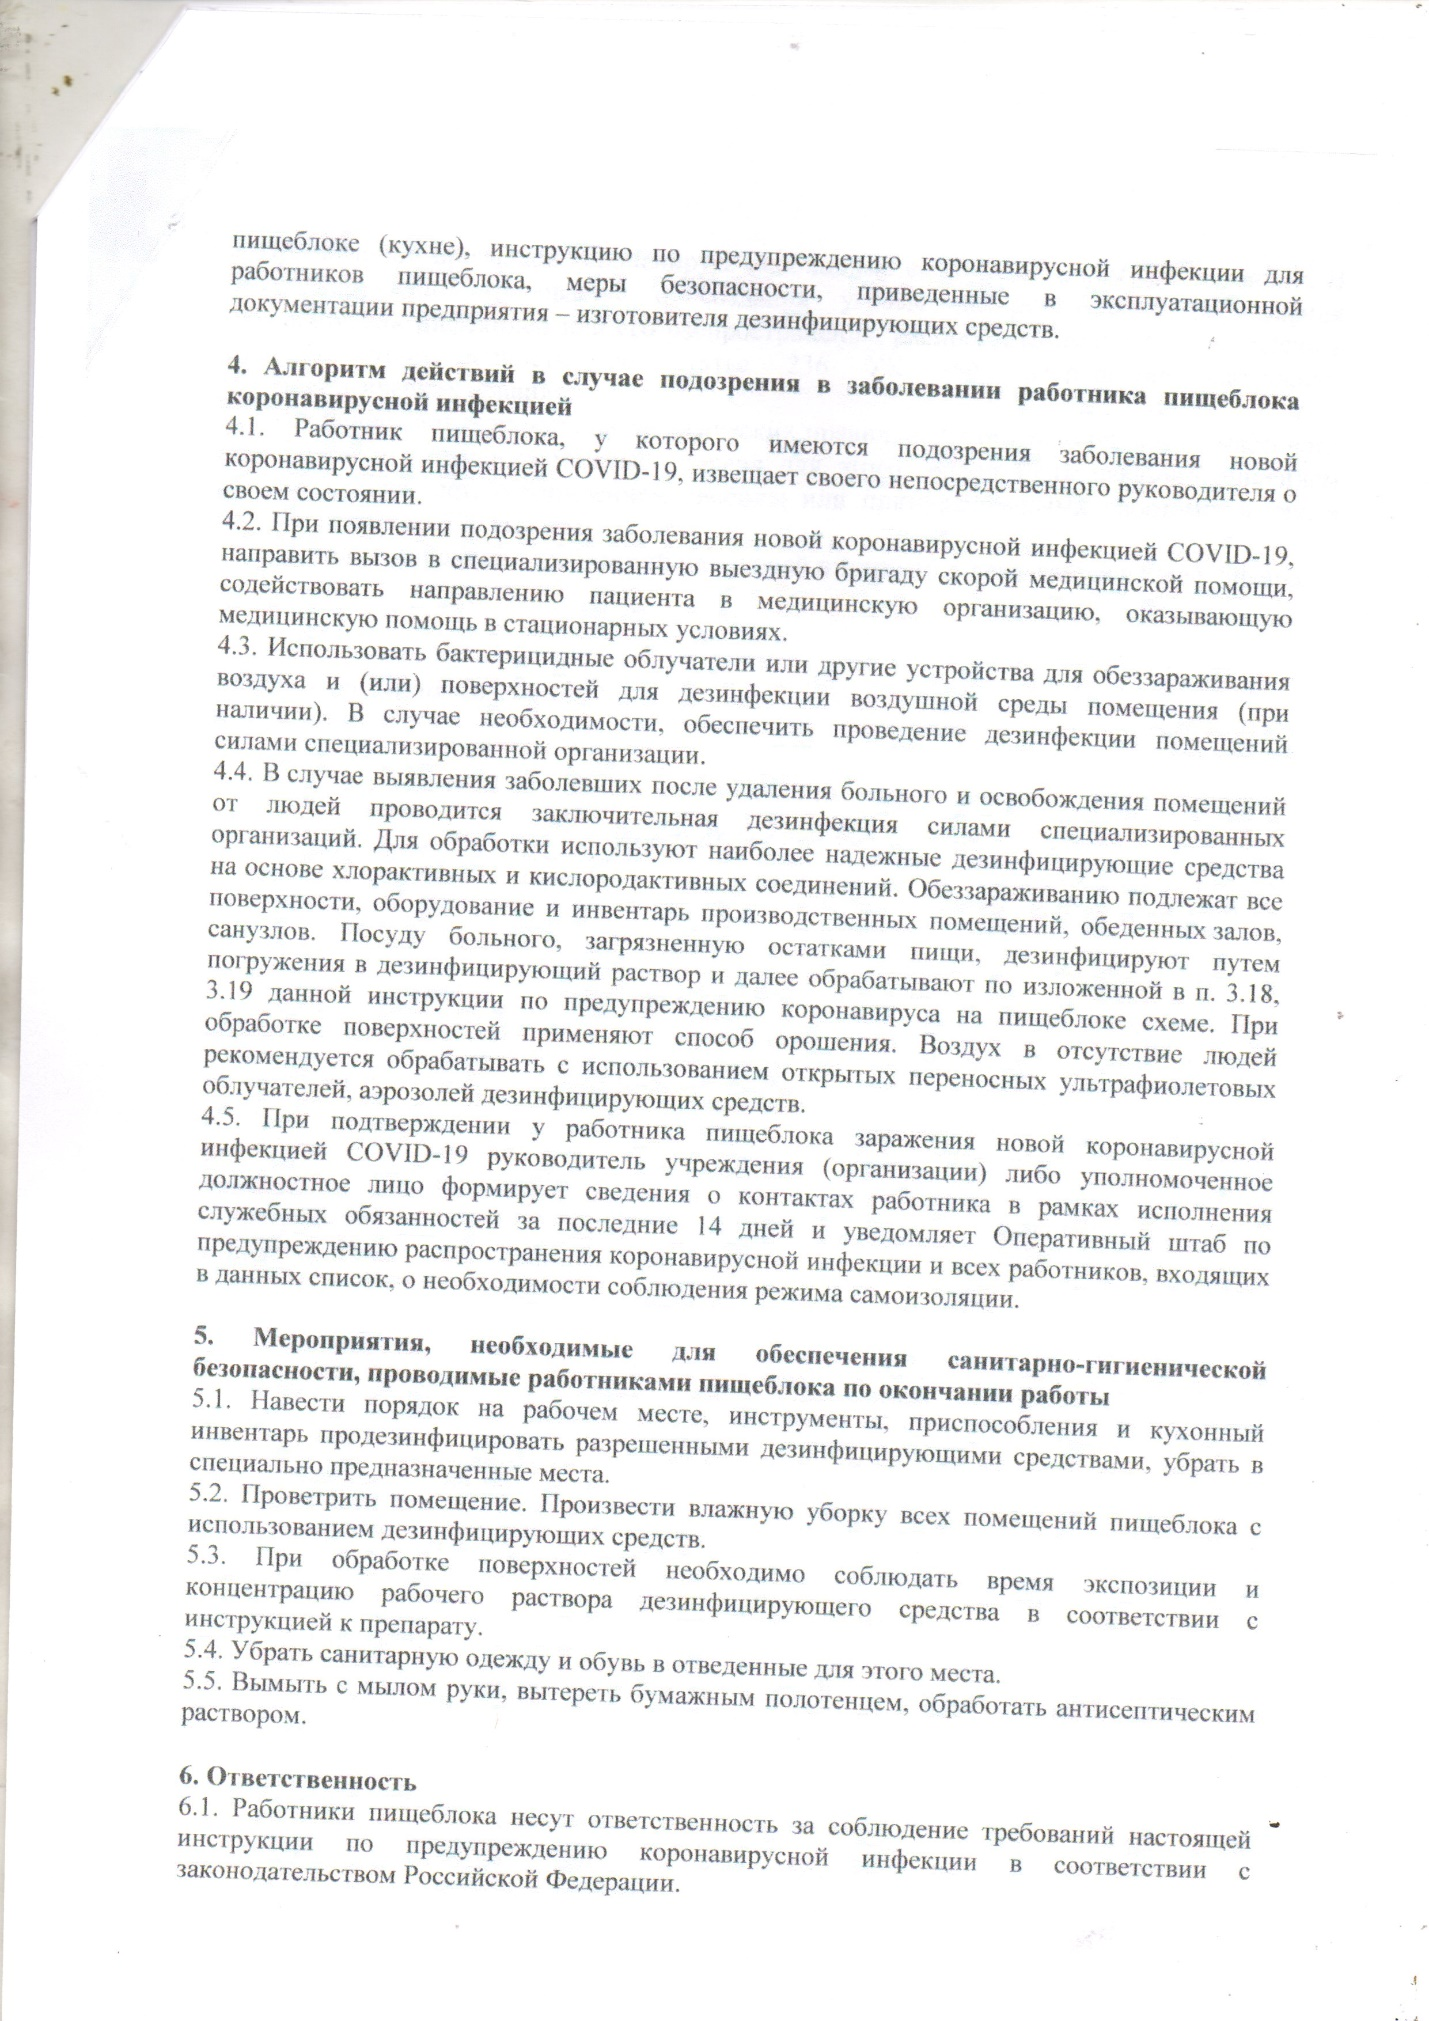 пищеблоке (кухне), инструкцию по предупреждению коронавирусной инфекции для
работников пищеблока, меры безопасности, приведенные в эксплуатационной
документации предприятия – изготовителя дезинфицирующих средств.
4. Алгоритм действий в случае подозрения в заболевании работника пищеблока
коронавирусной инфекцией
4.1. Работник пищеблока, у которого имеются подозрения заболевания новой
коронавирусной инфекцией COVID-19, извещает своего непосредственного руководителя о
своем состоянии.
4.2. При появлении подозрения заболевания новой коронавирусной инфекцией COVID-19,
направить вызов в специализированную выездную бригаду скорой медицинской помощи,
содействовать направлению пациента в медицинскую организацию, оказывающую
медицинскую помощь в стационарных условиях.
4.3. Использовать бактерицидные облучатели или другие устройства для обеззараживания
воздуха и (или) поверхностей для дезинфекции воздушной среды помещения (при
наличии). В случае необходимости, обеспечить проведение дезинфекции помещений
силами специализированной организации.
4.4. В случае выявления заболевших после удаления больного и освобождения помещений
от людей проводится заключительная дезинфекция силами специализированных
организаций. Для обработки используют наиболее надежные дезинфицирующие средства
на основе хлорактивных и кислородактивных соединений. Обеззараживанию подлежат все
поверхности, оборудование и инвентарь производственных помещений, обеденных залов,
санузлов. Посуду больного, загрязненную остатками пищи, дезинфицируют путем
погружения в дезинфицирующий раствор и далее обрабатывают по изложенной в п. 3.18,
3.19 данной инструкции по предупреждению коронавируса на пищеблоке схеме. При
обработке поверхностей применяют способ орошения. Воздух в отсутствие людей
рекомендуется обрабатывать с использованием открытых переносных ультрафиолетовых
облучателей, аэрозолей дезинфицирующих средств.
4.5. При подтверждении у работника пищеблока заражения новой коронавирусной
инфекцией COVID-19 руководитель учреждения (организации) либо уполномоченное
должностное лицо формирует сведения о контактах работника в рамках исполнения
служебных обязанностей за последние 14 дней и уведомляет Оперативный штаб по
предупреждению распространения коронавирусной инфекции и всех работников, входящих
в данных список, о необходимости соблюдения режима самоизоляции.
5. Мероприятия, необходимые для обеспечения санитарно-гигиенической
безопасности, проводимые работниками пищеблока по окончании работы
5.1. Навести порядок на рабочем месте, инструменты, приспособления и кухонный
инвентарь продезинфицировать разрешенными дезинфицирующими средствами, убрать в
специально предназначенные места.
5.2. Проветрить помещение. Произвести влажную уборку всех помещений пищеблока с
использованием дезинфицирующих средств.
5.3. При обработке поверхностей необходимо соблюдать время экспозиции и
концентрацию рабочего раствора дезинфицирующего средства в соответствии с
инструкцией к препарату.
5.4. Убрать санитарную одежду и обувь в отведенные для этого места.
5.5. Вымыть с мылом руки, вытереть бумажным полотенцем, обработать антисептическим
раствором.
6. Ответственность
6.1. Работники пищеблока несут ответственность за соблюдение требований настоящей
инструкции по предупреждению коронавирусной инфекции в соответствии с
законодательством Российской Федерации.